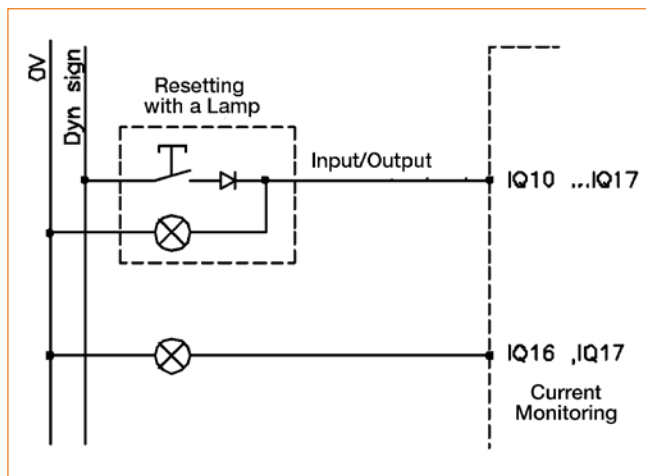 0V
Dyn sign
Resetting
with a Lamp
Input/Output
IQ10 ...IQ17
IQ16 ,IQ17
Current
Monitoring